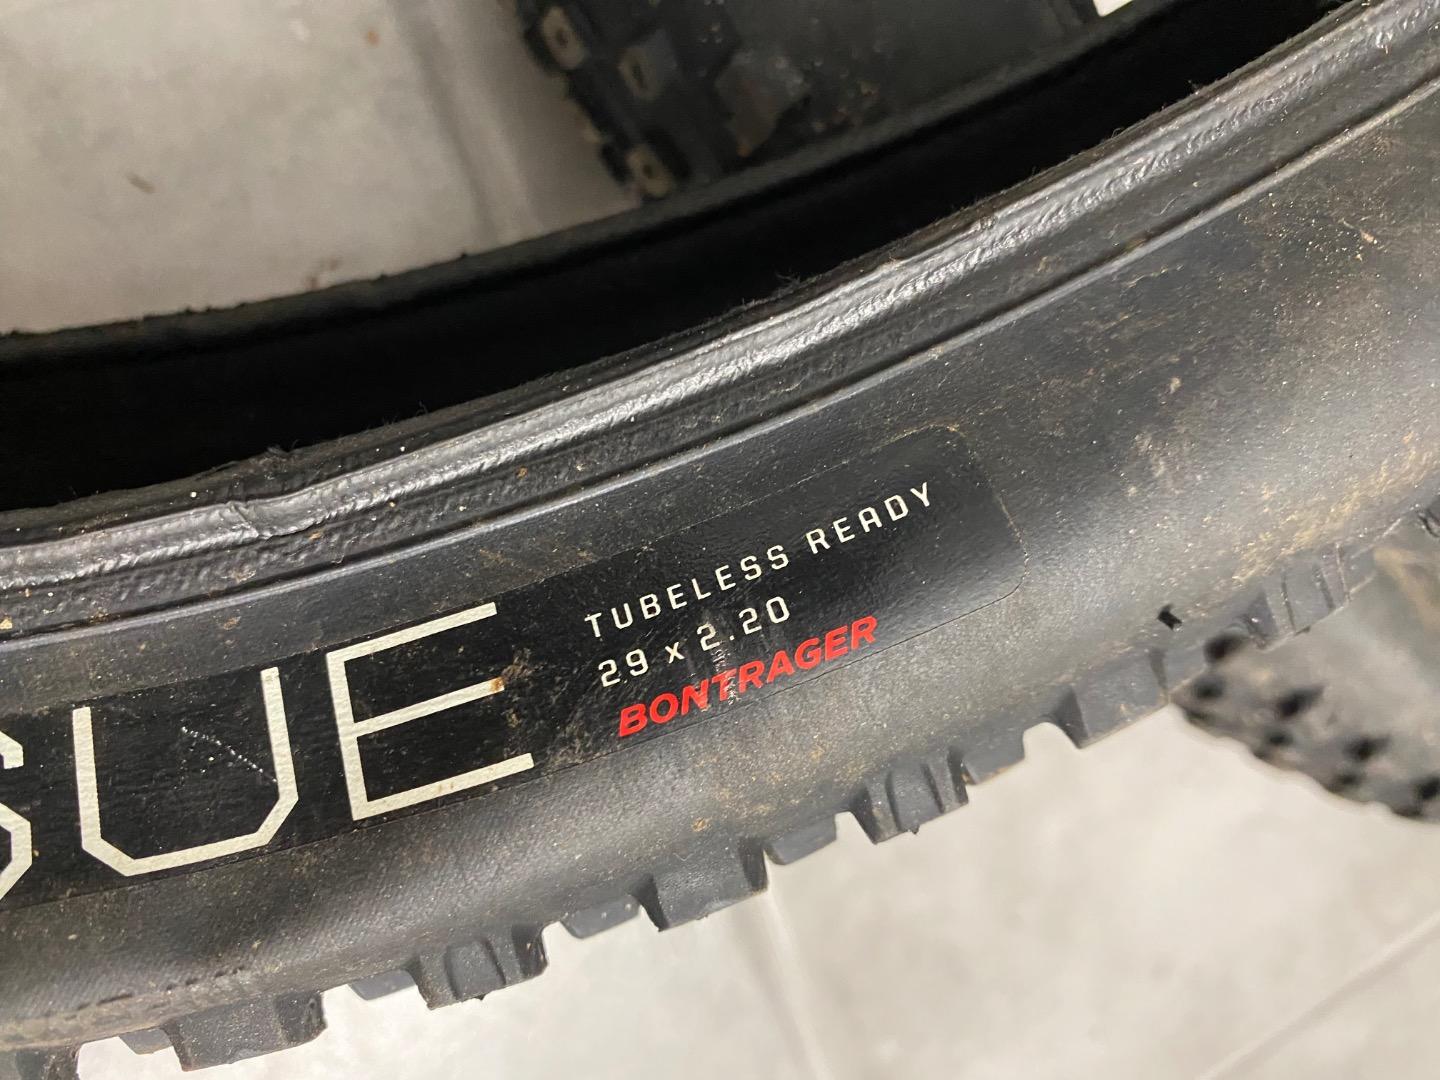 SUE
TUBELESS READY
29 x 2.20
BONTRAGER